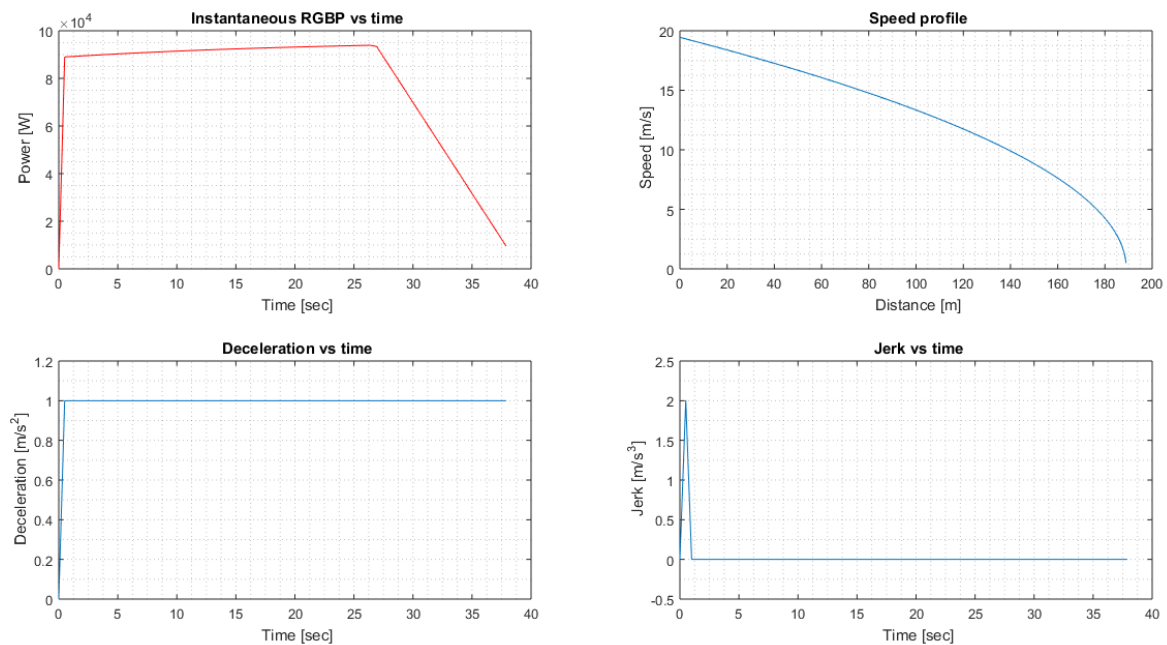 Instantaneous RGBP vs time
×10⁴
10
8
6
4
2
0
Power [W]
0 5 10 15 20 25 30 35 40
Time [sec]
Speed profile
20
15
10
5
0
Speed [m/s]
0 20 40 60 80 100 120 140 160 180 200
Distance [m]
Deceleration vs time
1.2
1
0.8
0.6
0.4
0.2
0
Deceleration [m/s²]
0 5 10 15 20 25 30 35 40
Time [sec]
Jerk vs time
2.5
2
1.5
1
0.5
0
-0.5
Jerk [m/s³]
0 5 10 15 20 25 30 35 40
Time [sec]